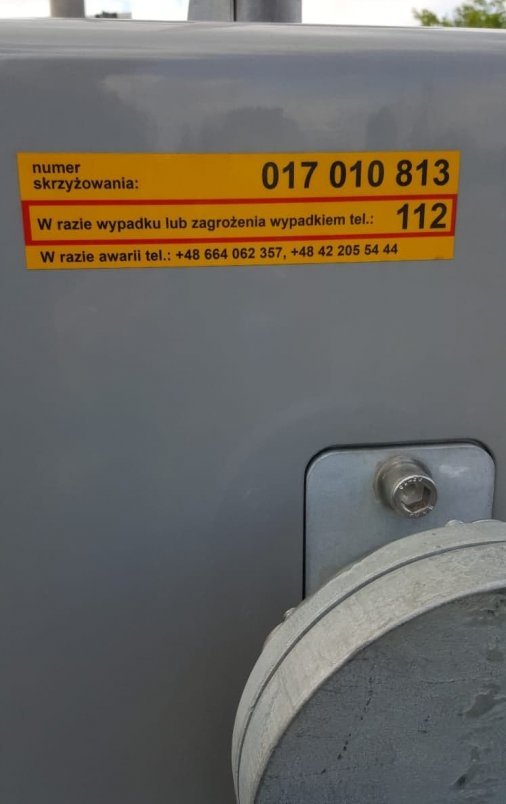 numer
skrzyżowania: 017 010 813
W razie wypadku lub zagrożenia wypadkiem tel.: 112
W razie awarii tel.: +48 664 062 357, +48 42 205 54 44